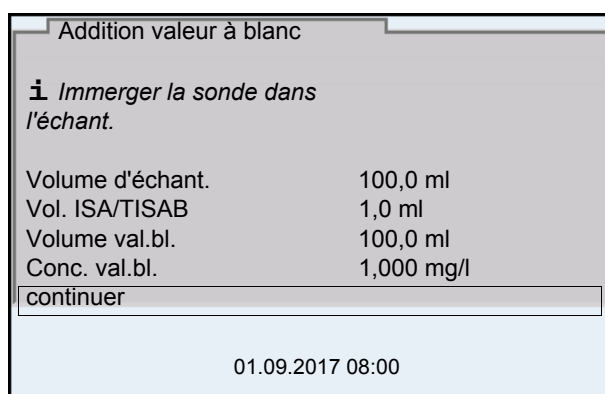 Addition valeur à blanc
i Immerger la sonde dans
l'échant.
Volume d'échant. 100,0 ml
Vol. ISA/TISAB 1,0 ml
Volume val.bl. 100,0 ml
Conc. val.bl. 1,000 mg/l
continuer
01.09.2017 08:00